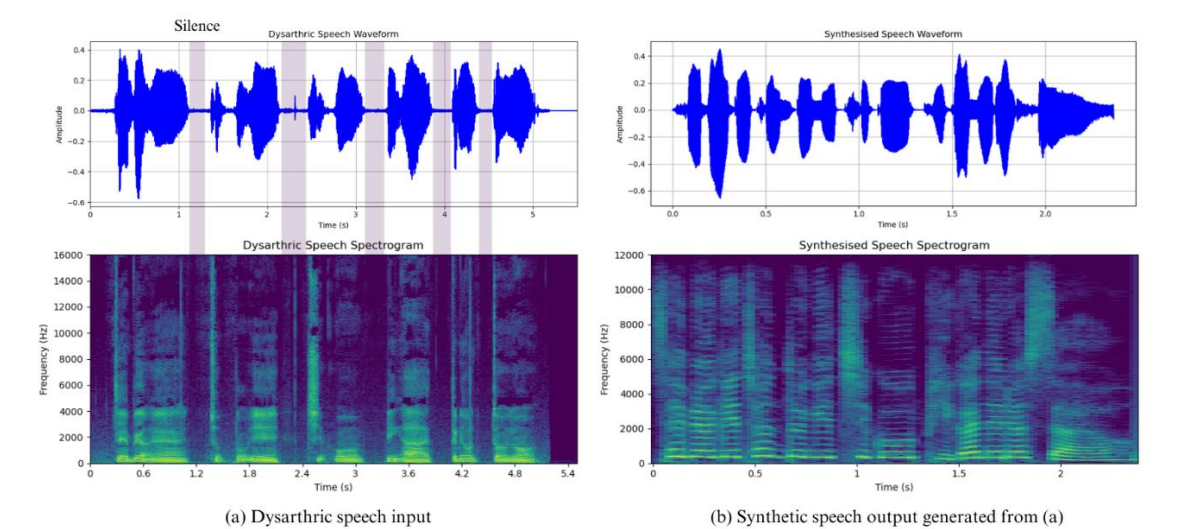 Silence
Dysarthric Speech Waveform
Amplitude
0.4
0.2
0.0
−0.2
−0.4
−0.6
0 1 2 3 4 5
Time (s)
Synthesised Speech Waveform
Amplitude
0.4
0.2
0.0
−0.2
−0.4
−0.6
0.0 0.5 1.0 1.5 2.0
Time (s)
Dysarthric Speech Spectrogram
Frequency (Hz)
16000
14000
12000
10000
8000
6000
4000
2000
0
0 0.6 1.2 1.8 2.4 3 3.6 4.2 4.8 5.4
Time (s)
Synthesised Speech Spectrogram
Frequency (Hz)
12000
10000
8000
6000
4000
2000
0
0 0.5 1 1.5 2
Time (s)
(a) Dysarthric speech input
(b) Synthetic speech output generated from (a)